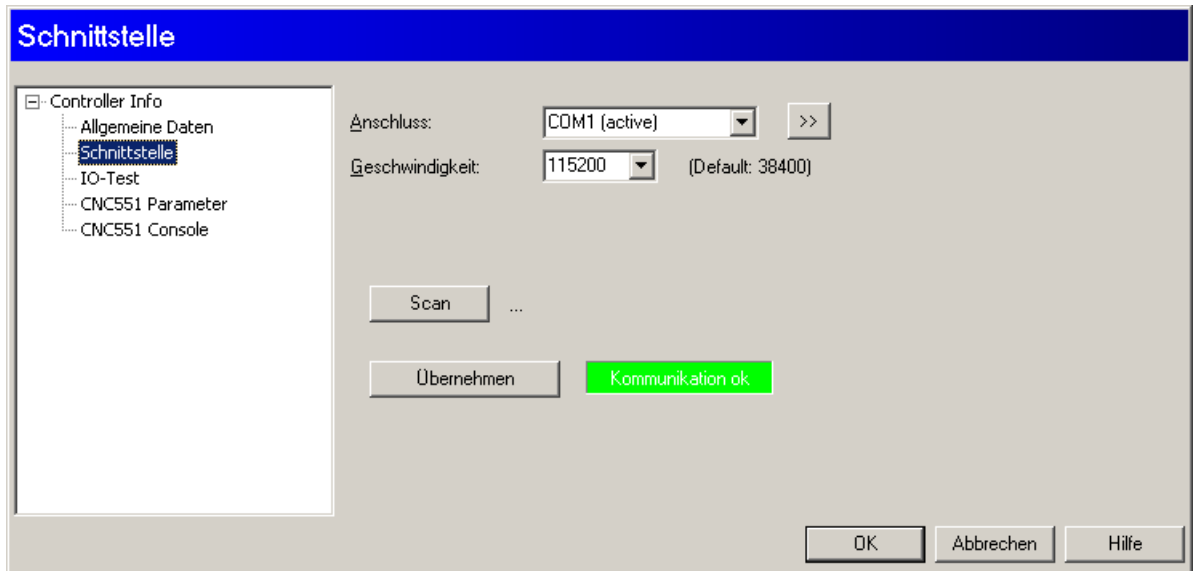 Schnittstelle
Controller Info
Allgemeine Daten
Schnittstelle
IO-Test
CNC551 Parameter
CNC551 Console
Anschluss: COM1 (active) >>
Geschwindigkeit: 115200 (Default: 38400)
Scan ...
Übernehmen Kommunikation ok
OK Abbrechen Hilfe